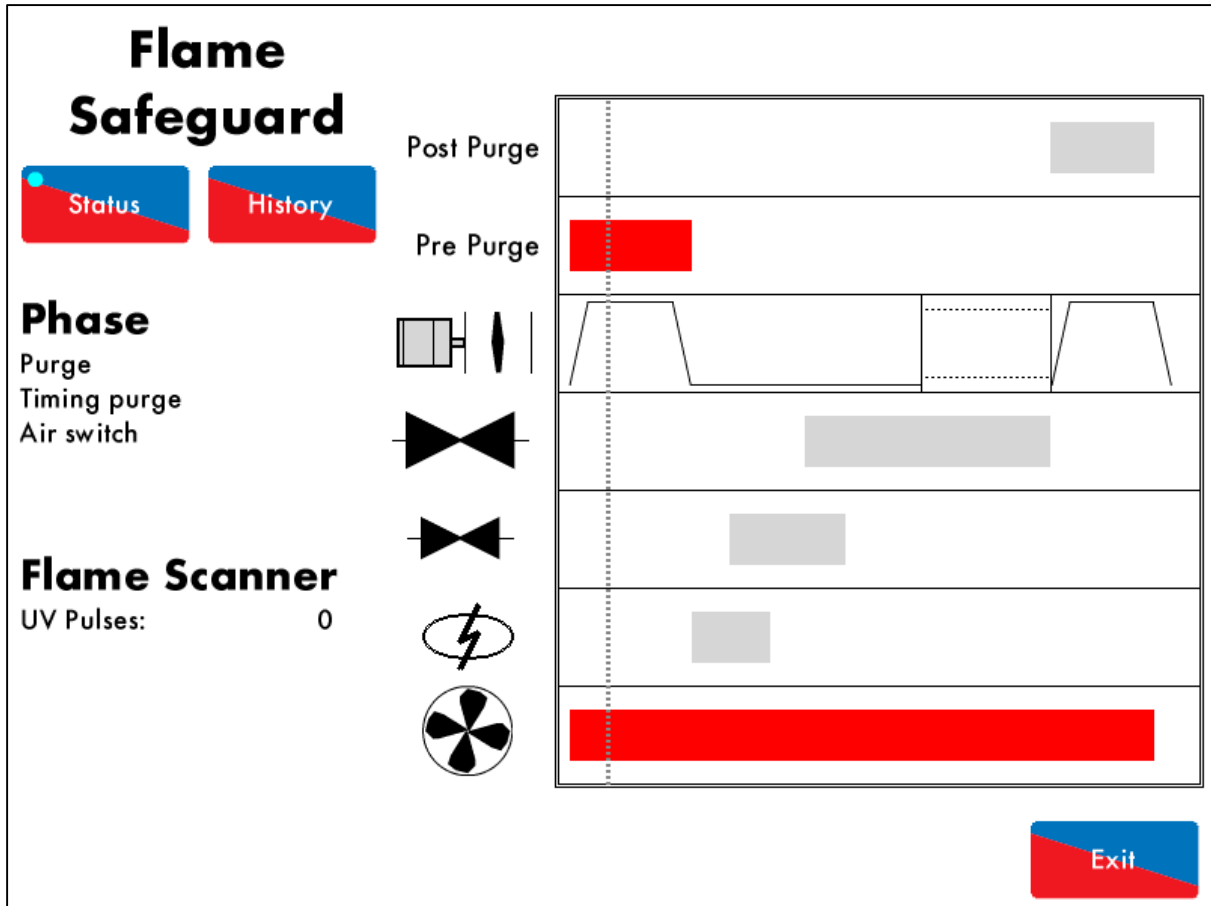 Flame
Safeguard
Status
History
Post Purge
Pre Purge
Phase
Purge
Timing purge
Air switch
Flame Scanner
UV Pulses: 0
Exit